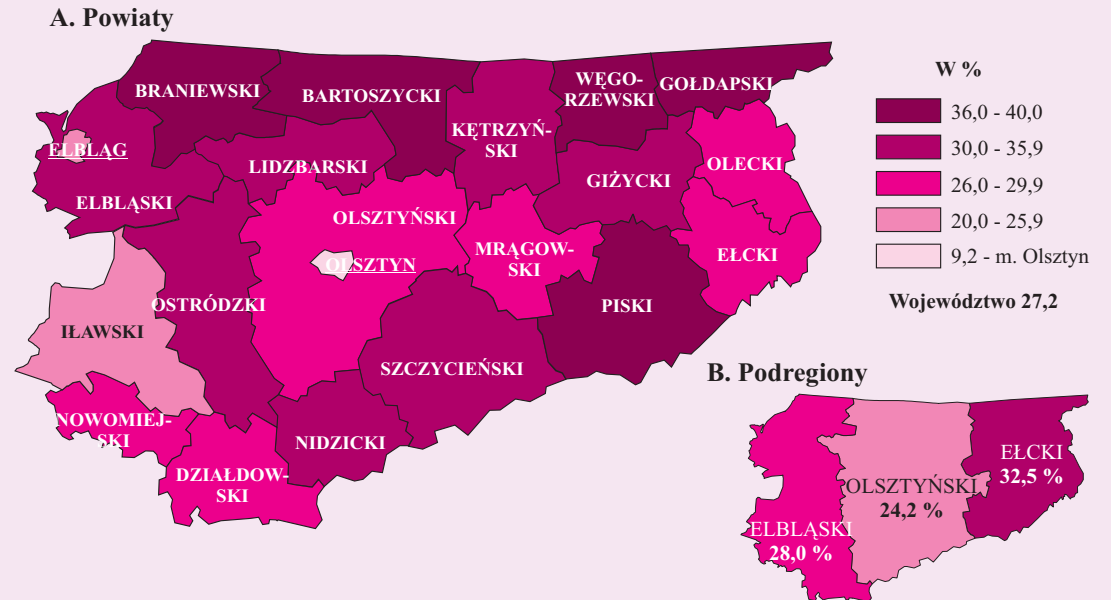 A. Powiaty
BRANIEWSKI
BARTOSZYCKI
WĘGO-
RZEWSKI
GOŁDAPSKI
KĘTRZYŃ-
SKI
ELBLĄG
LIDZBARSKI
OLECKI
GIŻYCKI
ELBLĄSKI
OLSZTYŃSKI
MRĄGOW-
SKI
EŁCKI
OLSZTYN
OSTRÓDZKI
PISKI
IŁAWSKI
SZCZYCIEŃSKI
NOWOMIEJ-
SKI
NIDZICKI
DZIAŁDOW-
SKI
W %
36,0 - 40,0
30,0 - 35,9
26,0 - 29,9
20,0 - 25,9
9,2 - m. Olsztyn
Województwo 27,2
B. Podregiony
EŁCKI
32,5 %
OLSZTYŃSKI
24,2 %
ELBLĄSKI
28,0 %